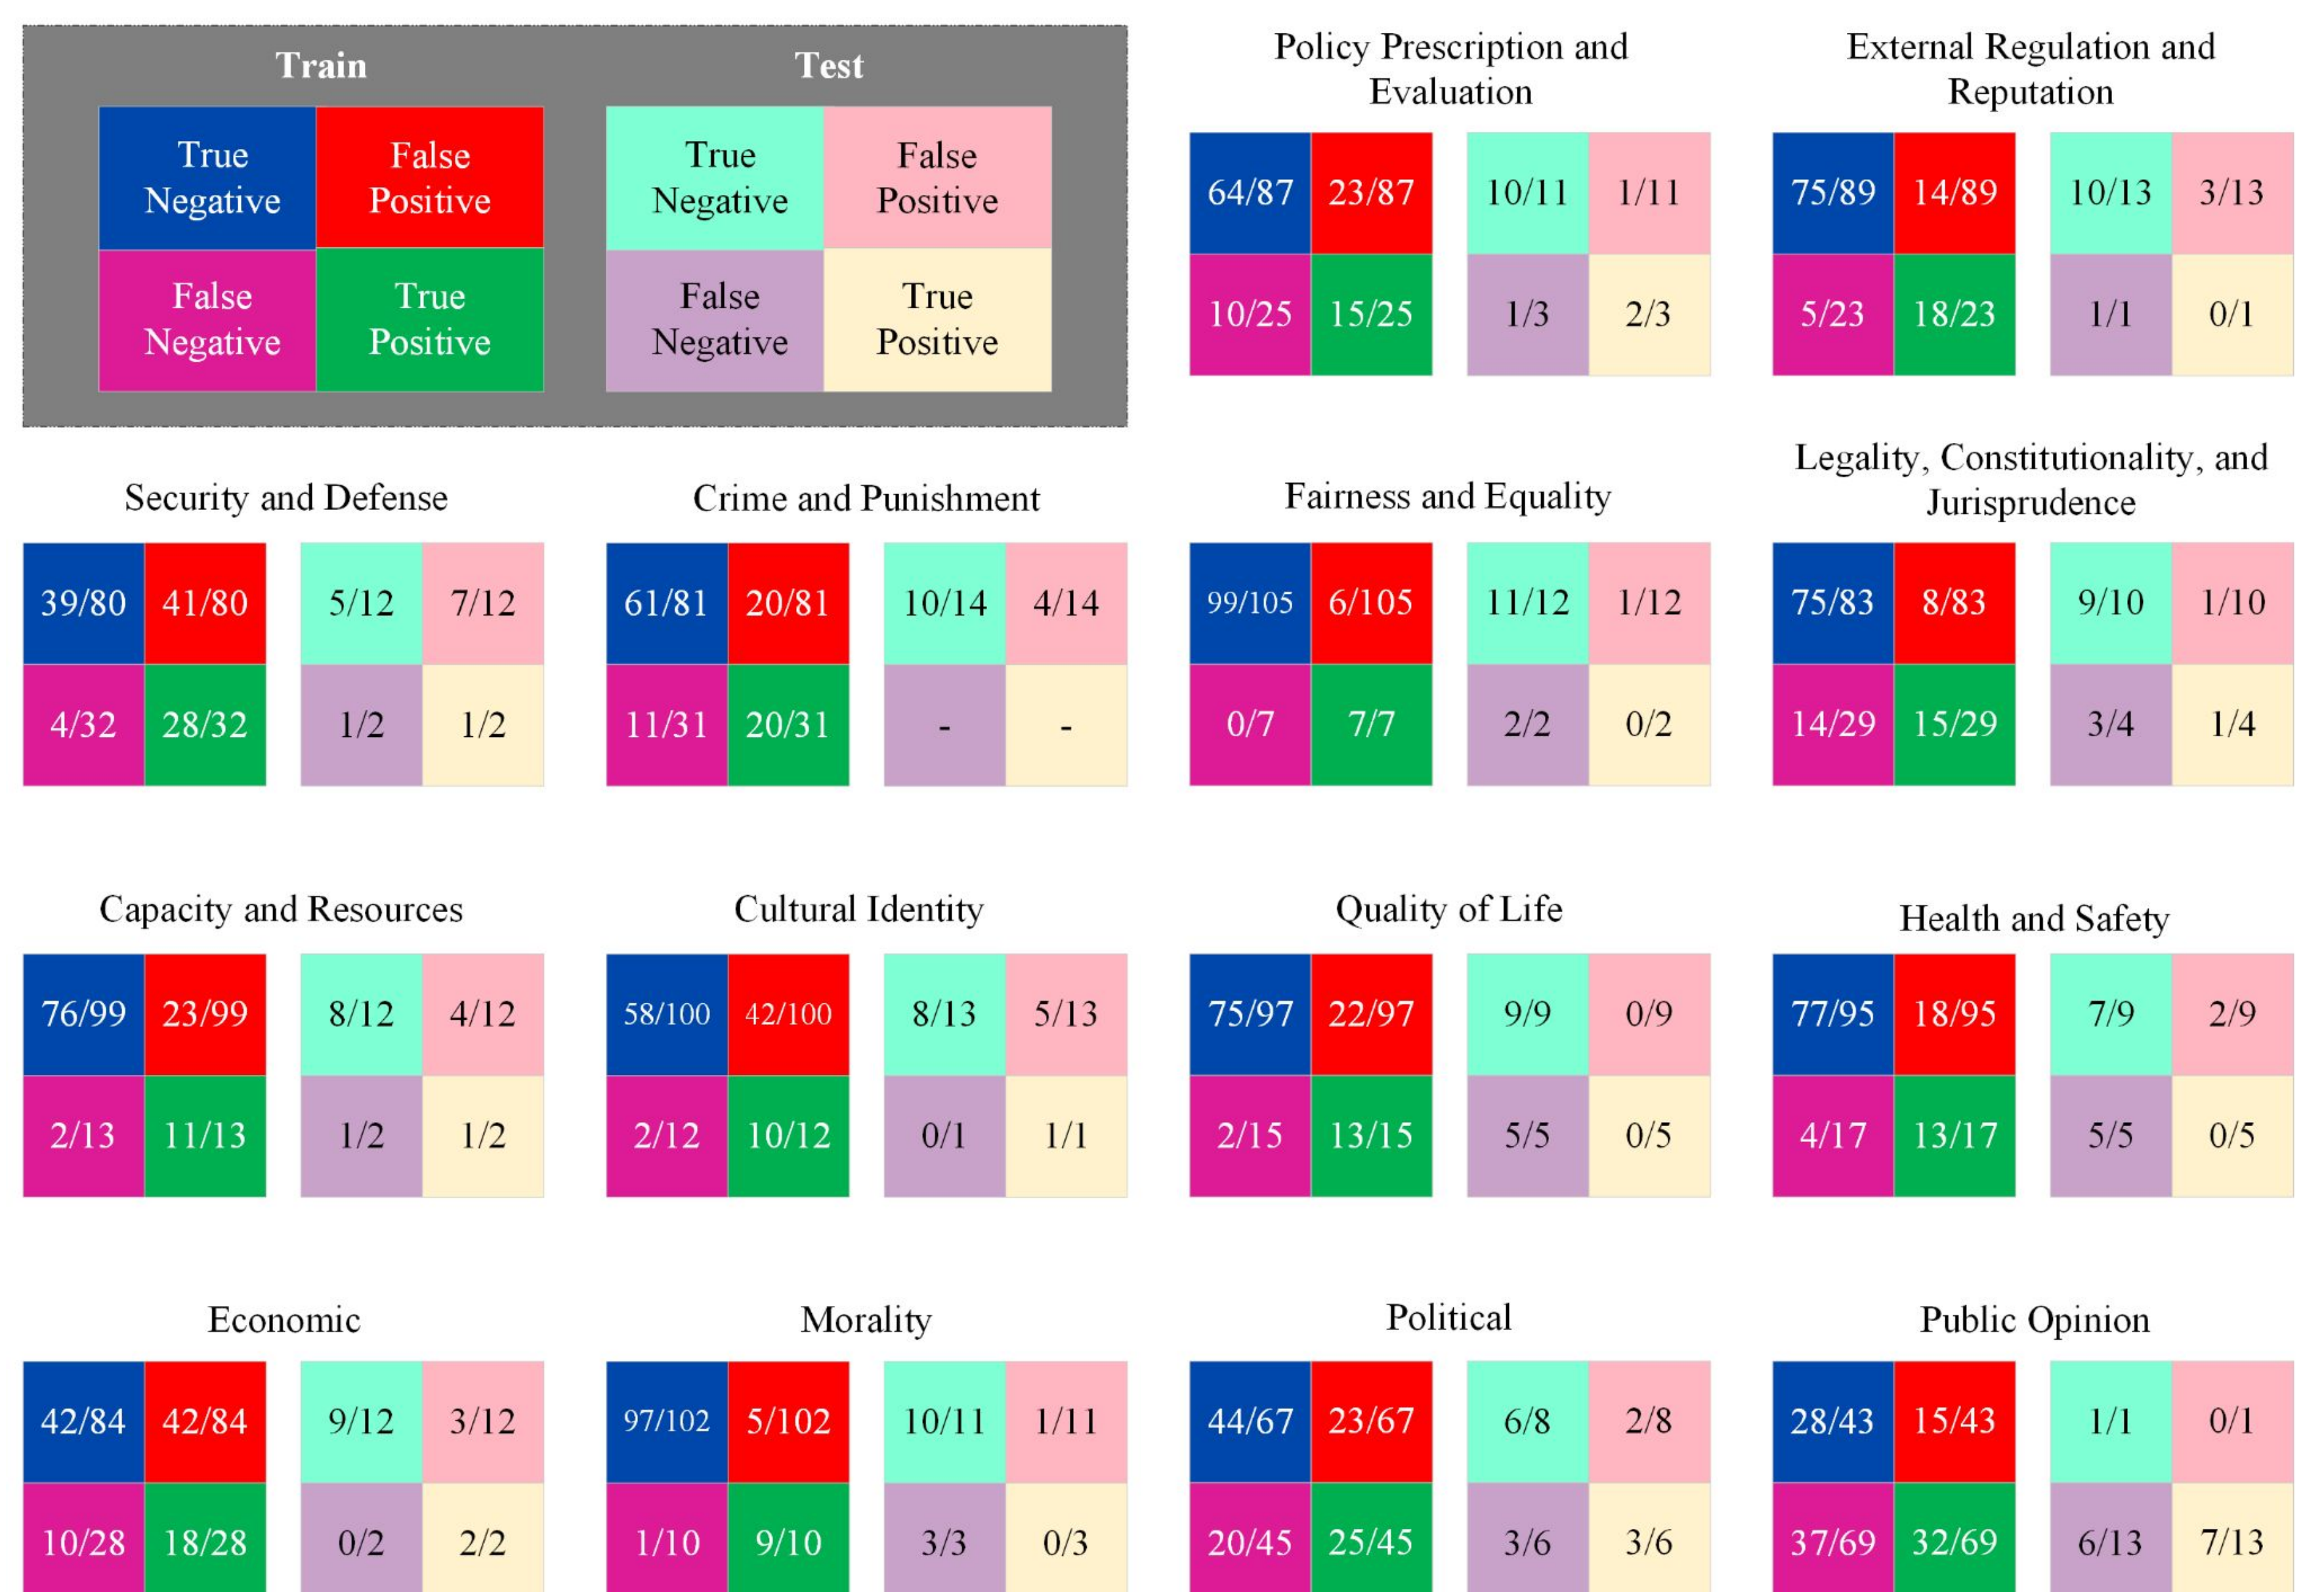 Train
Test
True
Negative
False
Positive
True
Negative
False
Positive
False
Negative
True
Positive
False
Negative
True
Positive
Policy Prescription and
Evaluation
64/87 23/87 10/11 1/11
10/25 15/25 1/3 2/3
External Regulation and
Reputation
75/89 14/89 10/13 3/13
5/23 18/23 1/1 0/1
Security and Defense
39/80 41/80 5/12 7/12
4/32 28/32 1/2 1/2
Crime and Punishment
61/81 20/81 10/14 4/14
11/31 20/31 - -
Fairness and Equality
99/105 6/105 11/12 1/12
0/7 7/7 2/2 0/2
Legality, Constitutionality, and
Jurisprudence
75/83 8/83 9/10 1/10
14/29 15/29 3/4 1/4
Capacity and Resources
76/99 23/99 8/12 4/12
2/13 11/13 1/2 1/2
Cultural Identity
58/100 42/100 8/13 5/13
2/12 10/12 0/1 1/1
Quality of Life
75/97 22/97 9/9 0/9
2/15 13/15 5/5 0/5
Health and Safety
77/95 18/95 7/9 2/9
4/17 13/17 5/5 0/5
Economic
42/84 42/84 9/12 3/12
10/28 18/28 0/2 2/2
Morality
97/102 5/102 10/11 1/11
1/10 9/10 3/3 0/3
Political
44/67 23/67 6/8 2/8
20/45 25/45 3/6 3/6
Public Opinion
28/43 15/43 1/1 0/1
37/69 32/69 6/13 7/13